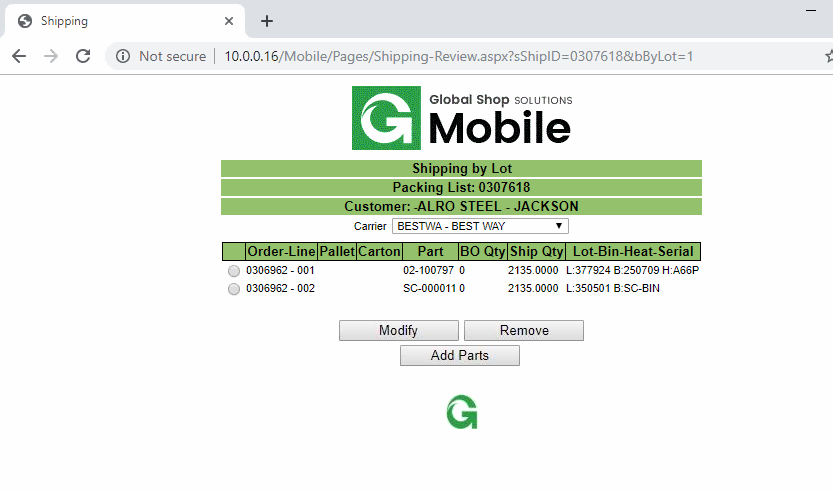 Shipping
Not secure | 10.0.0.16/Mobile/Pages/Shipping-Review.aspx?sShipID=0307618&bByLot=1
Global Shop SOLUTIONS
Mobile
Shipping by Lot
Packing List: 0307618
Customer: -ALRO STEEL - JACKSON
Carrier BESTWA - BEST WAY
Order-Line Pallet Carton Part BO Qty Ship Qty Lot-Bin-Heat-Serial
0306962 - 001 02-100797 0 2135.0000 L:377924 B:250709 H:A66P
0306962 - 002 SC-000011 0 2135.0000 L:350501 B:SC-BIN
Modify Remove
Add Parts